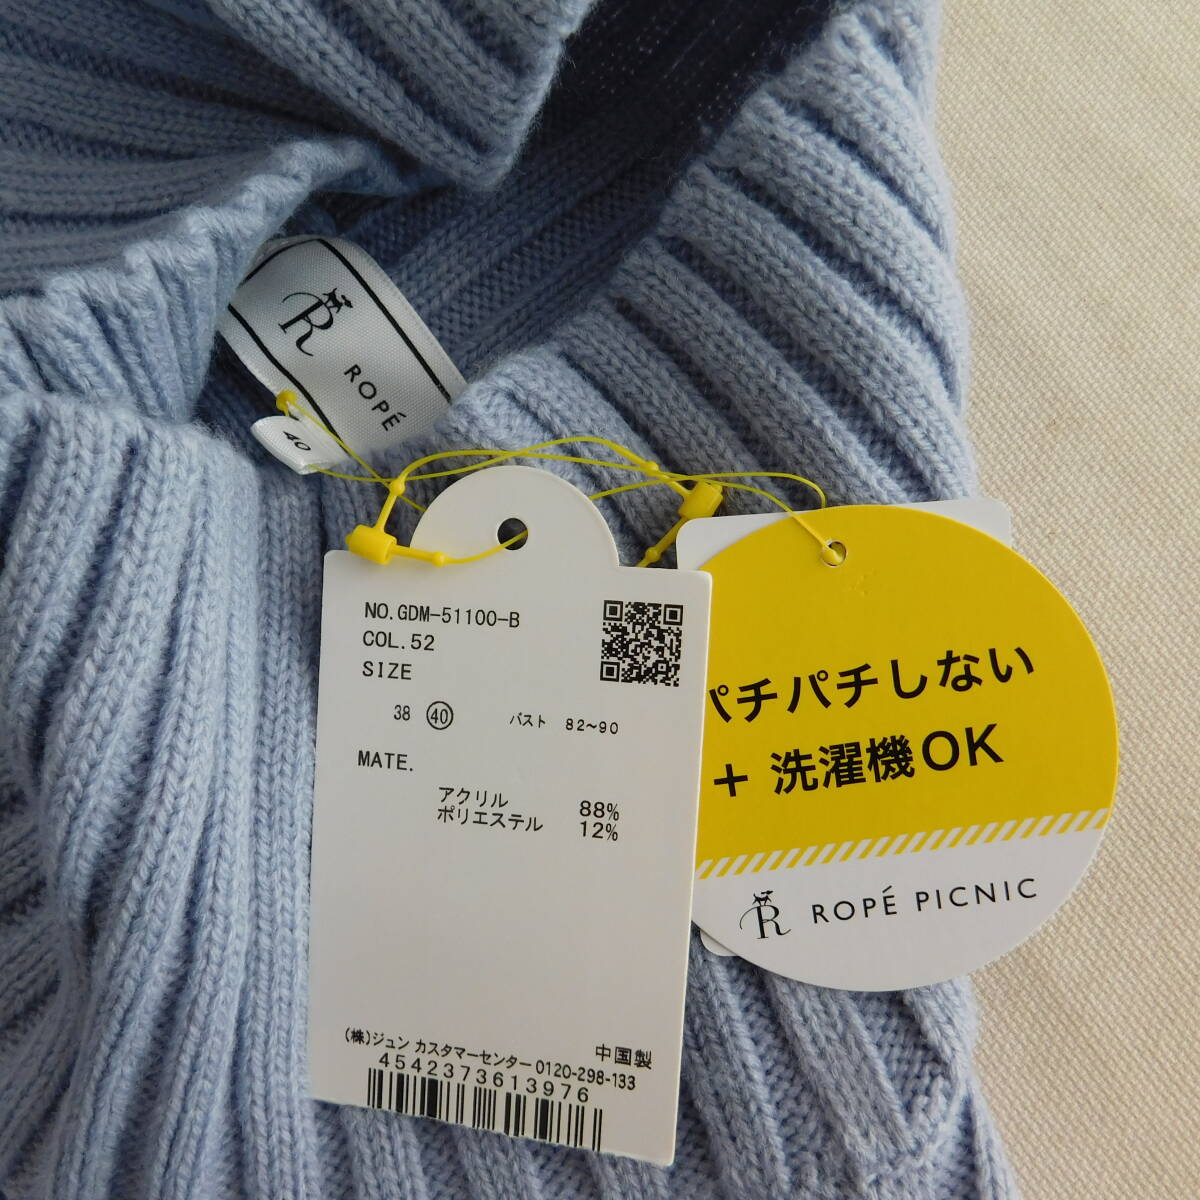 R
ROPÉ
40
NO.GDM-51100-B
COL.52
SIZE
38 ㊵ バスト 82~90
MATE.
アクリル 88%
ポリエステル 12%
(株)ジュン カスタマーセンター 0120-298-133
中国製
4542373613976
パチパチしない
+ 洗濯機OK
R ROPÉ PICNIC